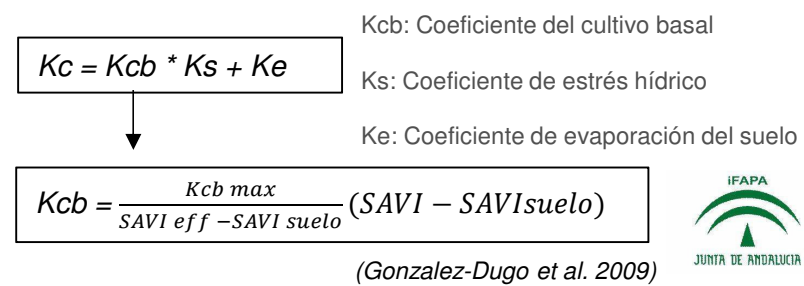 Kcb: Coeficiente del cultivo basal
Kc = Kcb * Ks + Ke
Ks: Coeficiente de estrés hídrico
Ke: Coeficiente de evaporación del suelo
Kcb = Kcb max / SAVI eff −SAVI suelo (SAVI − SAVIsuelo)
iFAPA
JUNTA DE ANDALUCIA
(Gonzalez-Dugo et al. 2009)